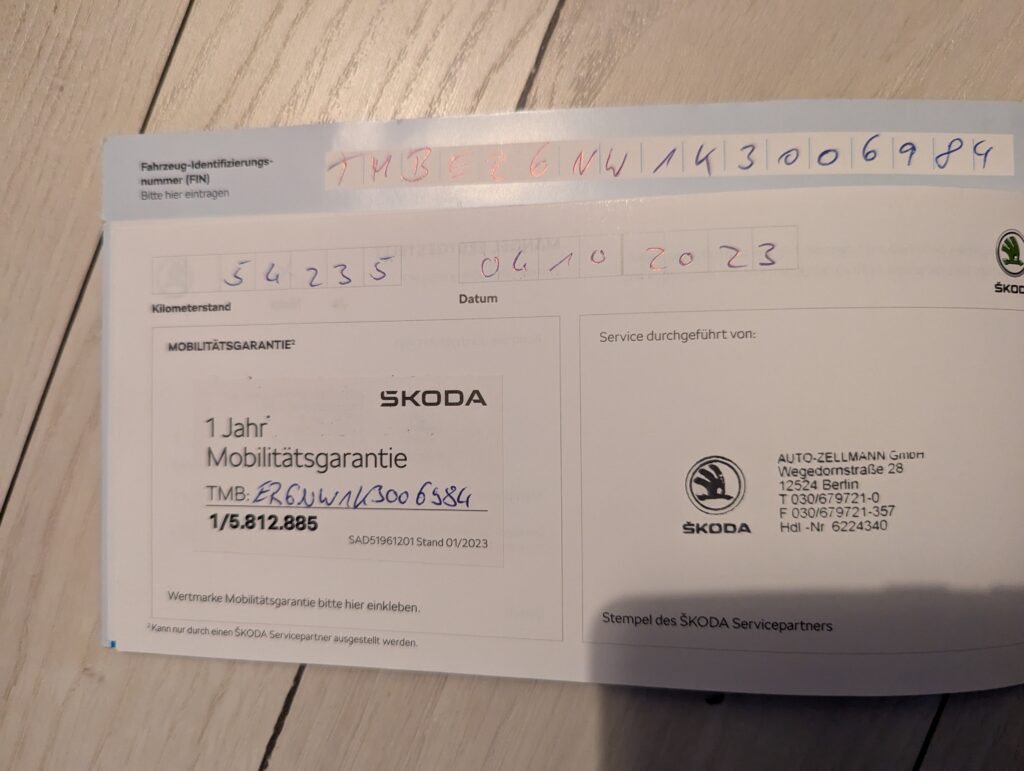 Fahrzeug-Identifizierungs-
nummer (FIN)
Bitte hier eintragen
TMBER6NW1K3006984
54235
04 10 2023
Kilometerstand
Datum
ŠKODA
MOBILITÄTSGARANTIE²
ŠKODA
1 Jahr
Mobilitätsgarantie
TMB: ER6NW1K3006984
1/5.812.885
SAD51961201 Stand 01/2023
Wertmarke Mobilitätsgarantie bitte hier einkleben.
²Kann nur durch einen ŠKODA Servicepartner ausgestellt werden.
Service durchgeführt von:
ŠKODA
AUTO-ZELLMANN GmbH
Wegedornstraße 28
12524 Berlin
T 030/679721-0
F 030/679721-357
Hdl-Nr 6224340
Stempel des ŠKODA Servicepartners